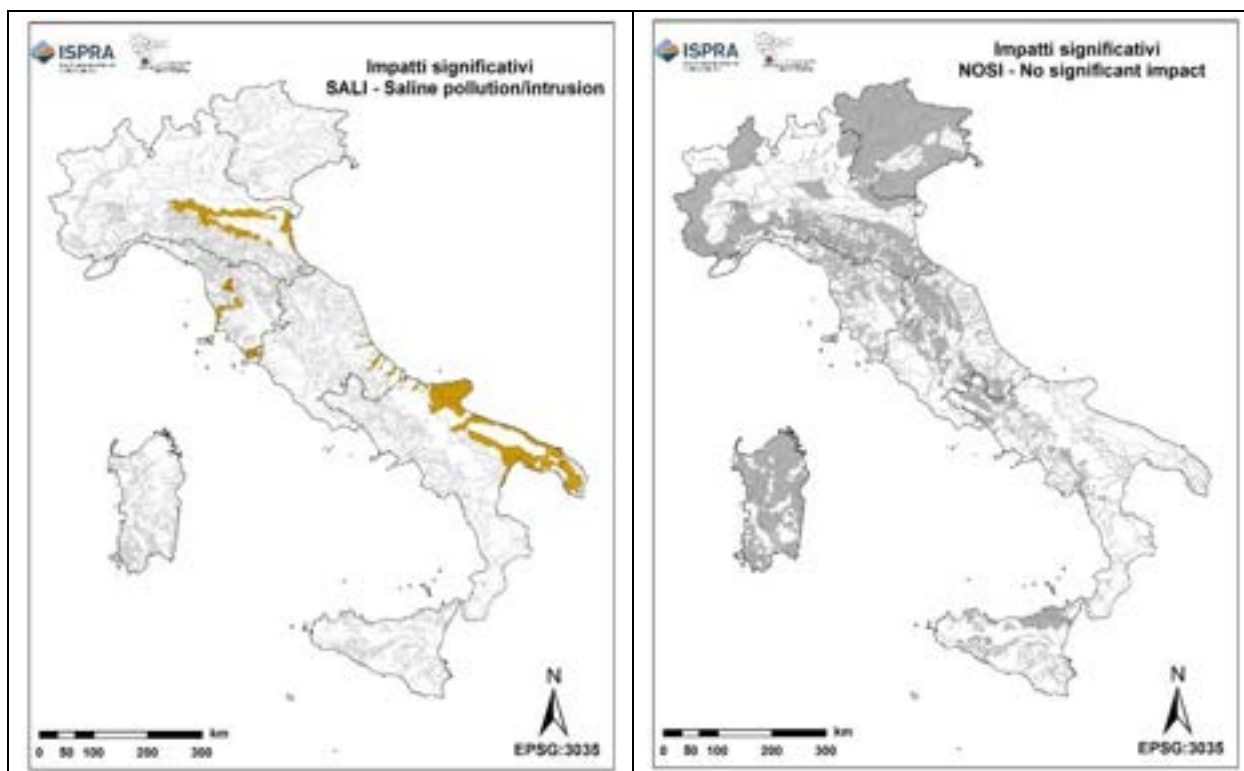 ISPRA
Impatti significativi
SALI - Saline pollution/intrusion
N
km
0 50 100 200 300
EPSG:3035
ISPRA
Impatti significativi
NOSI - No significant impact
N
km
0 50 100 200 300
EPSG:3035